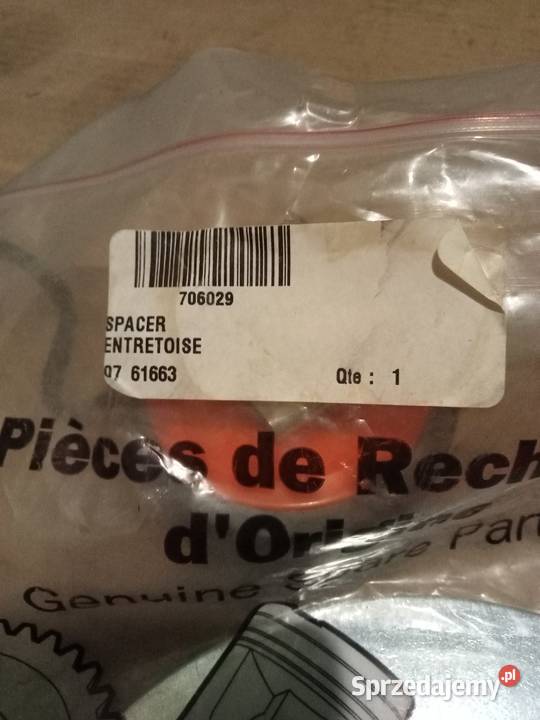 706029
SPACER
ENTRETOISE
07 61663 Qte : 1
Pièces de Rech
d'Origine
Genuine Spare Par
Sprzedajemy.pl